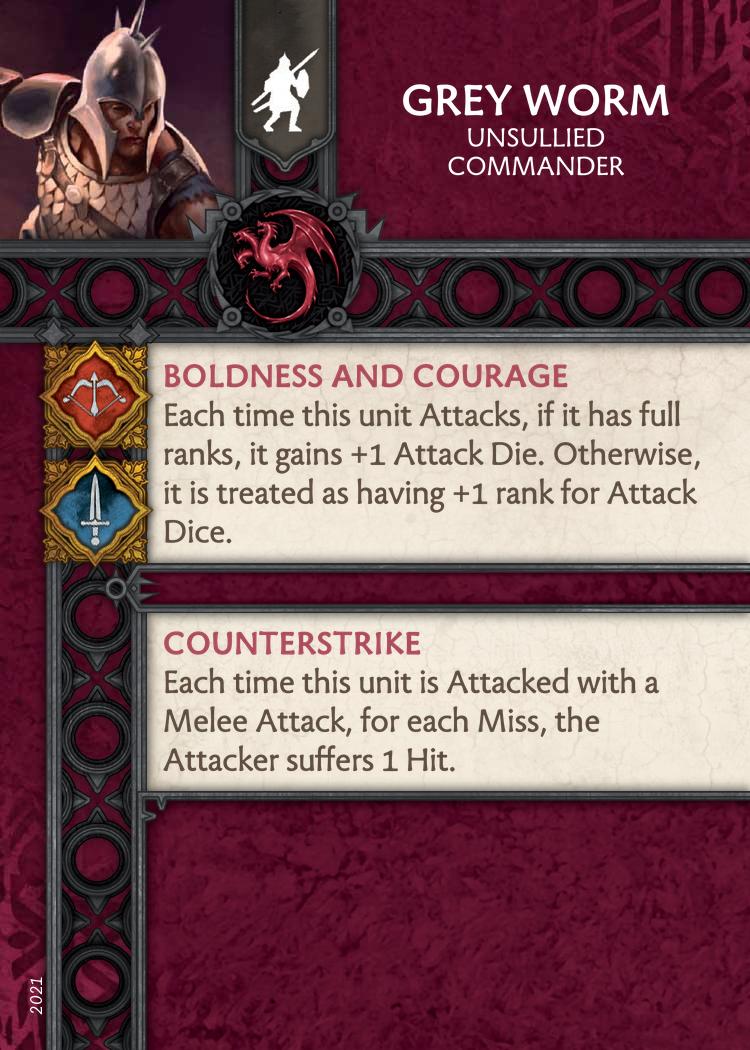 GREY WORM
UNSULLIED
COMMANDER
BOLDNESS AND COURAGE
Each time this unit Attacks, if it has full
ranks, it gains +1 Attack Die. Otherwise,
it is treated as having +1 rank for Attack
Dice.
COUNTERSTRIKE
Each time this unit is Attacked with a
Melee Attack, for each Miss, the
Attacker suffers 1 Hit.
2021